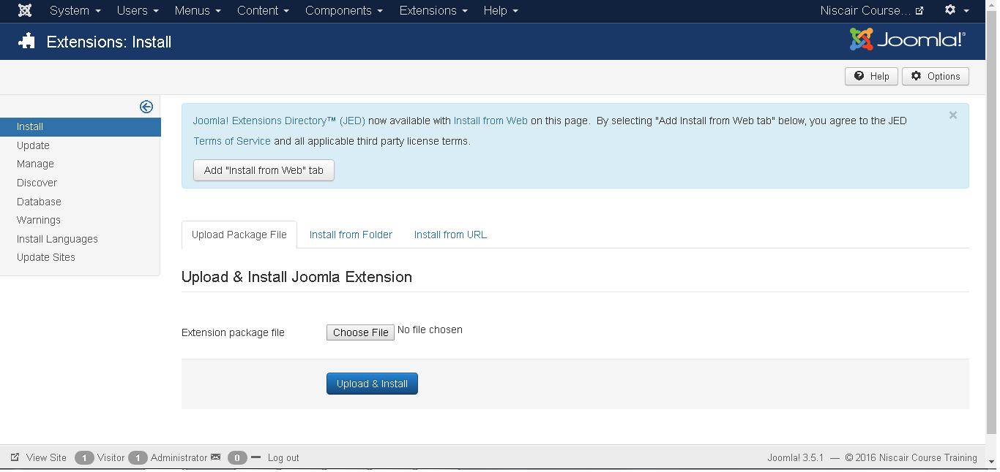 System Users Menus Content Components Extensions Help Niscair Course...
Extensions: Install Joomla!®
Help Options
Install
Update
Manage
Discover
Database
Warnings
Install Languages
Update Sites
Joomla! Extensions Directory™ (JED) now available with Install from Web on this page. By selecting "Add Install from Web tab" below, you agree to the JED
Terms of Service and all applicable third party license terms.
×
Add "Install from Web" tab
Upload Package File Install from Folder Install from URL
Upload & Install Joomla Extension
Extension package file Choose File No file chosen
Upload & Install
View Site 1 Visitor 1 Administrator 0 Log out Joomla! 3.5.1 — © 2016 Niscair Course Training